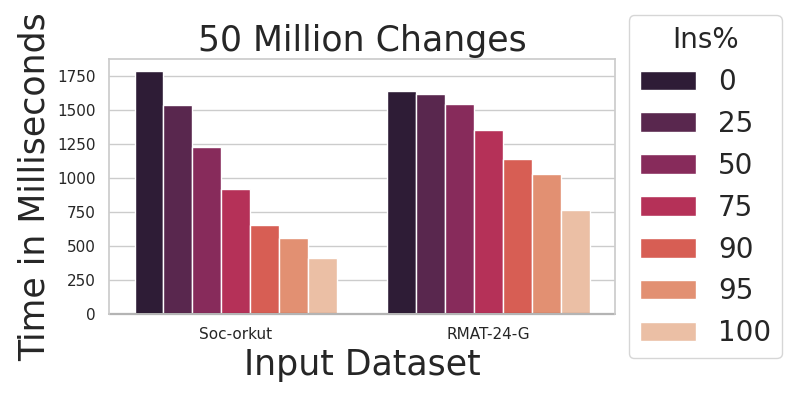 50 Million Changes
Time in Milliseconds
1750
1500
1250
1000
750
500
250
0
Soc-orkut
RMAT-24-G
Input Dataset
Ins%
0
25
50
75
90
95
100